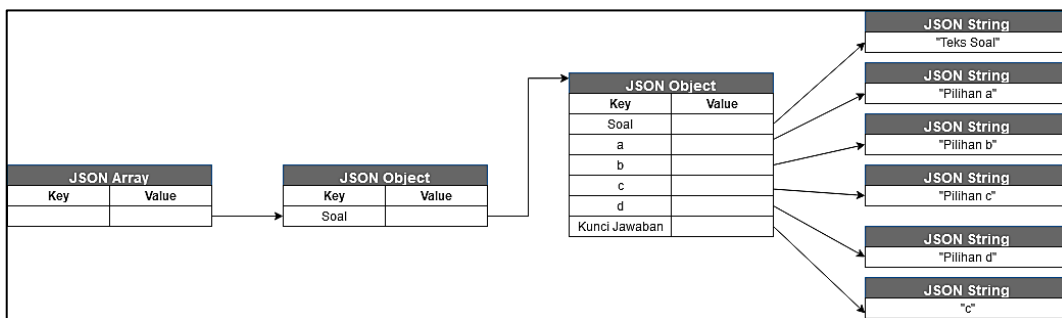 JSON Array
Key Value
JSON Object
Key Value
Soal
JSON Object
Key Value
Soal
a
b
c
d
Kunci Jawaban
JSON String
"Teks Soal"
JSON String
"Pilihan a"
JSON String
"Pilihan b"
JSON String
"Pilihan c"
JSON String
"Pilihan d"
JSON String
"c"